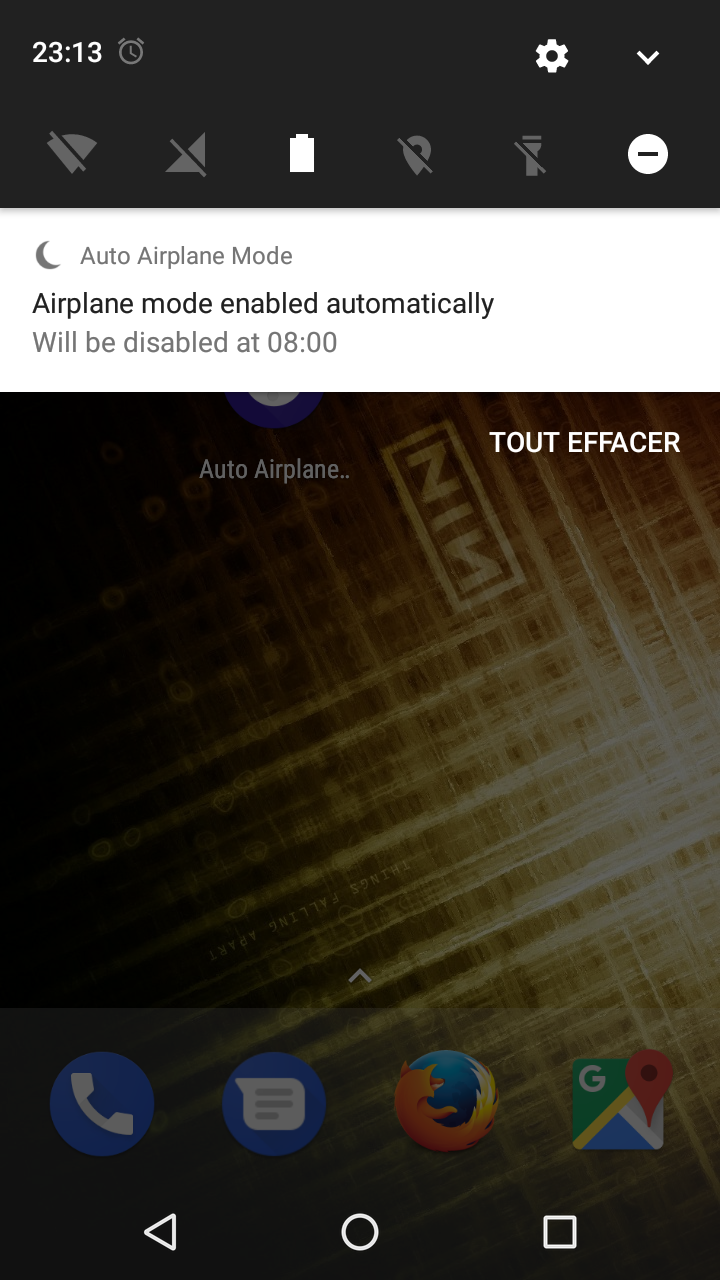 23:13
Auto Airplane Mode
Airplane mode enabled automatically
Will be disabled at 08:00
TOUT EFFACER
Auto Airplane..
NIN
THINGS FALLING APART
G